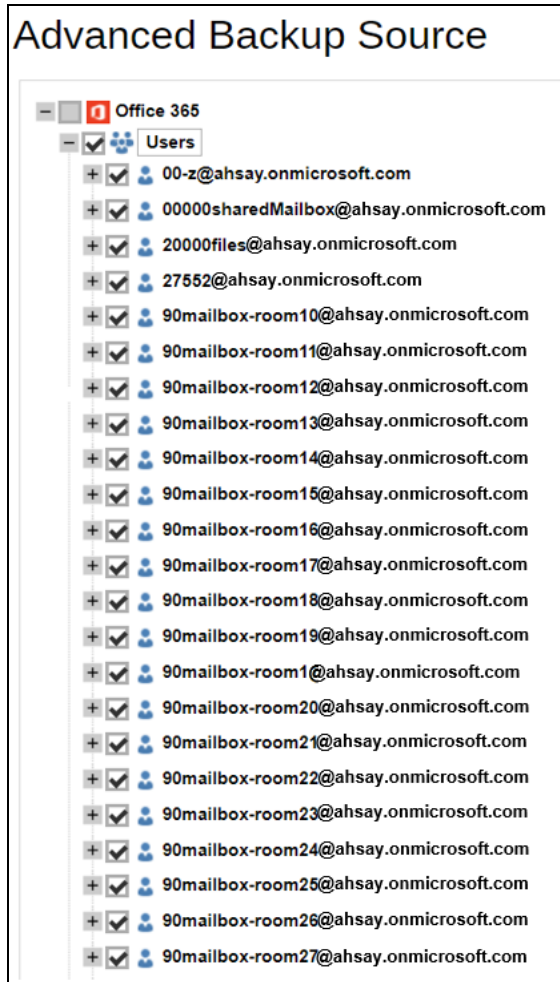 Advanced Backup Source
Office 365
Users
00-z@ahsay.onmicrosoft.com
00000sharedMailbox@ahsay.onmicrosoft.com
20000files@ahsay.onmicrosoft.com
27552@ahsay.onmicrosoft.com
90mailbox-room10@ahsay.onmicrosoft.com
90mailbox-room11@ahsay.onmicrosoft.com
90mailbox-room12@ahsay.onmicrosoft.com
90mailbox-room13@ahsay.onmicrosoft.com
90mailbox-room14@ahsay.onmicrosoft.com
90mailbox-room15@ahsay.onmicrosoft.com
90mailbox-room16@ahsay.onmicrosoft.com
90mailbox-room17@ahsay.onmicrosoft.com
90mailbox-room18@ahsay.onmicrosoft.com
90mailbox-room19@ahsay.onmicrosoft.com
90mailbox-room1@ahsay.onmicrosoft.com
90mailbox-room20@ahsay.onmicrosoft.com
90mailbox-room21@ahsay.onmicrosoft.com
90mailbox-room22@ahsay.onmicrosoft.com
90mailbox-room23@ahsay.onmicrosoft.com
90mailbox-room24@ahsay.onmicrosoft.com
90mailbox-room25@ahsay.onmicrosoft.com
90mailbox-room26@ahsay.onmicrosoft.com
90mailbox-room27@ahsay.onmicrosoft.com